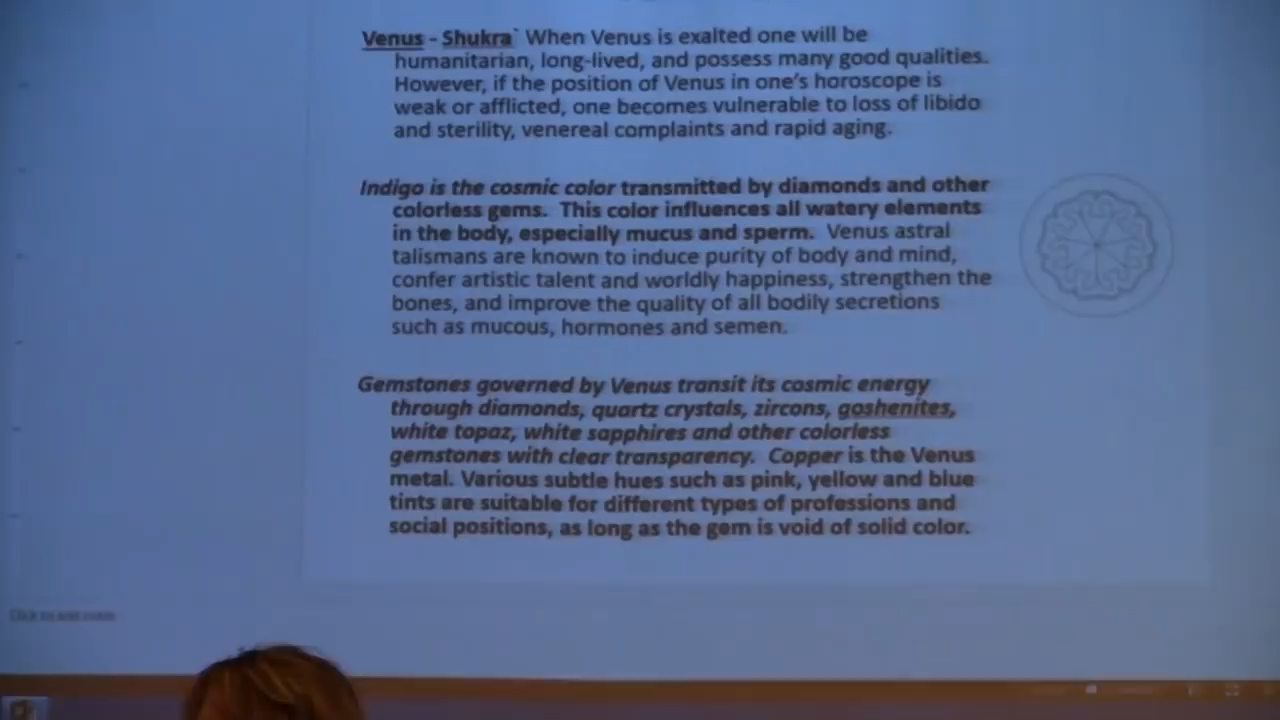 Venus - Shukra` When Venus is exalted one will be
humanitarian, long-lived, and possess many good qualities.
However, if the position of Venus in one's horoscope is
weak or afflicted, one becomes vulnerable to loss of libido
and sterility, venereal complaints and rapid aging.
Indigo is the cosmic color transmitted by diamonds and other
colorless gems. This color influences all watery elements
in the body, especially mucus and sperm. Venus astral
talismans are known to induce purity of body and mind,
confer artistic talent and worldly happiness, strengthen the
bones, and improve the quality of all bodily secretions
such as mucous, hormones and semen.
Gemstones governed by Venus transit its cosmic energy
through diamonds, quartz crystals, zircons, goshenites,
white topaz, white sapphires and other colorless
gemstones with clear transparency. Copper is the Venus
metal. Various subtle hues such as pink, yellow and blue
tints are suitable for different types of professions and
social positions, as long as the gem is void of solid color.
Click to add notes